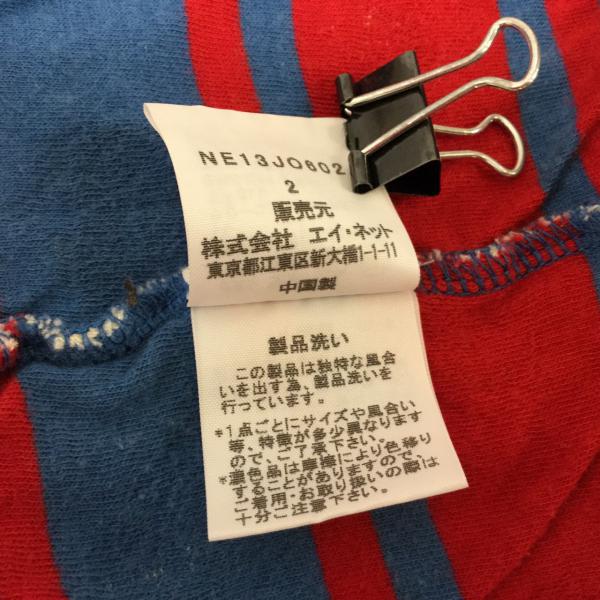 NE13JO602
2
販売元
株式会社 エイ・ネット
東京都江東区新大橋1-1-11
中国製
製品洗い
この製品は独特な風合
いを出す為、製品洗いを
行っています。
*1点ごとにサイズや風合い
等、特徴が多少異なります
ので、ご了承下さい。
*濃色品は摩擦により色移り
することがありますので、
ご着用・お取り扱いの際は
十分ご注意下さい。